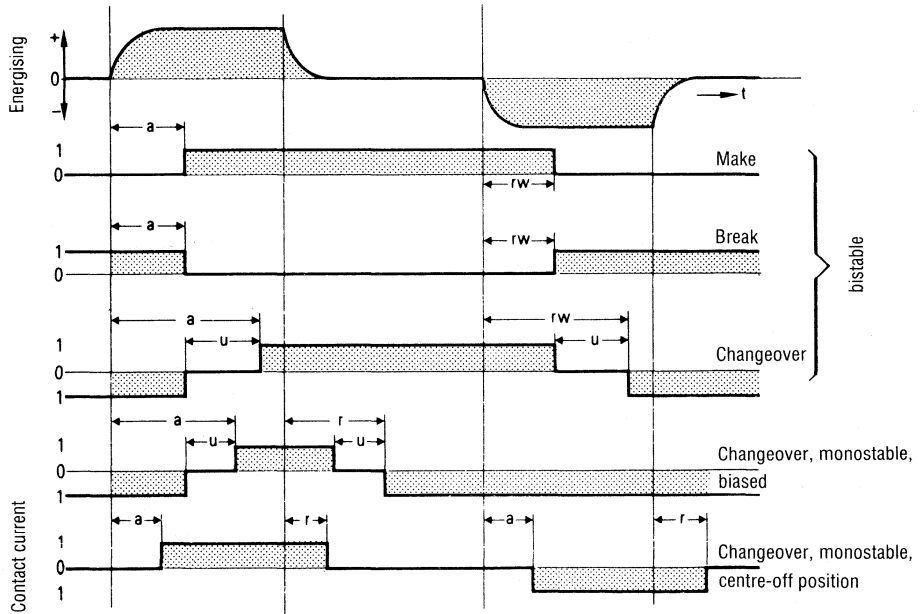 Energising
+
0
−
t
a
1
0
Make
rw
a
rw
Break
1
0
a
rw
u
u
1
0
1
Changeover
bistable
a
r
u
u
1
0
1
Changeover, monostable,
biased
a
r
a
r
1
0
1
Changeover, monostable,
centre-off position
Contact current